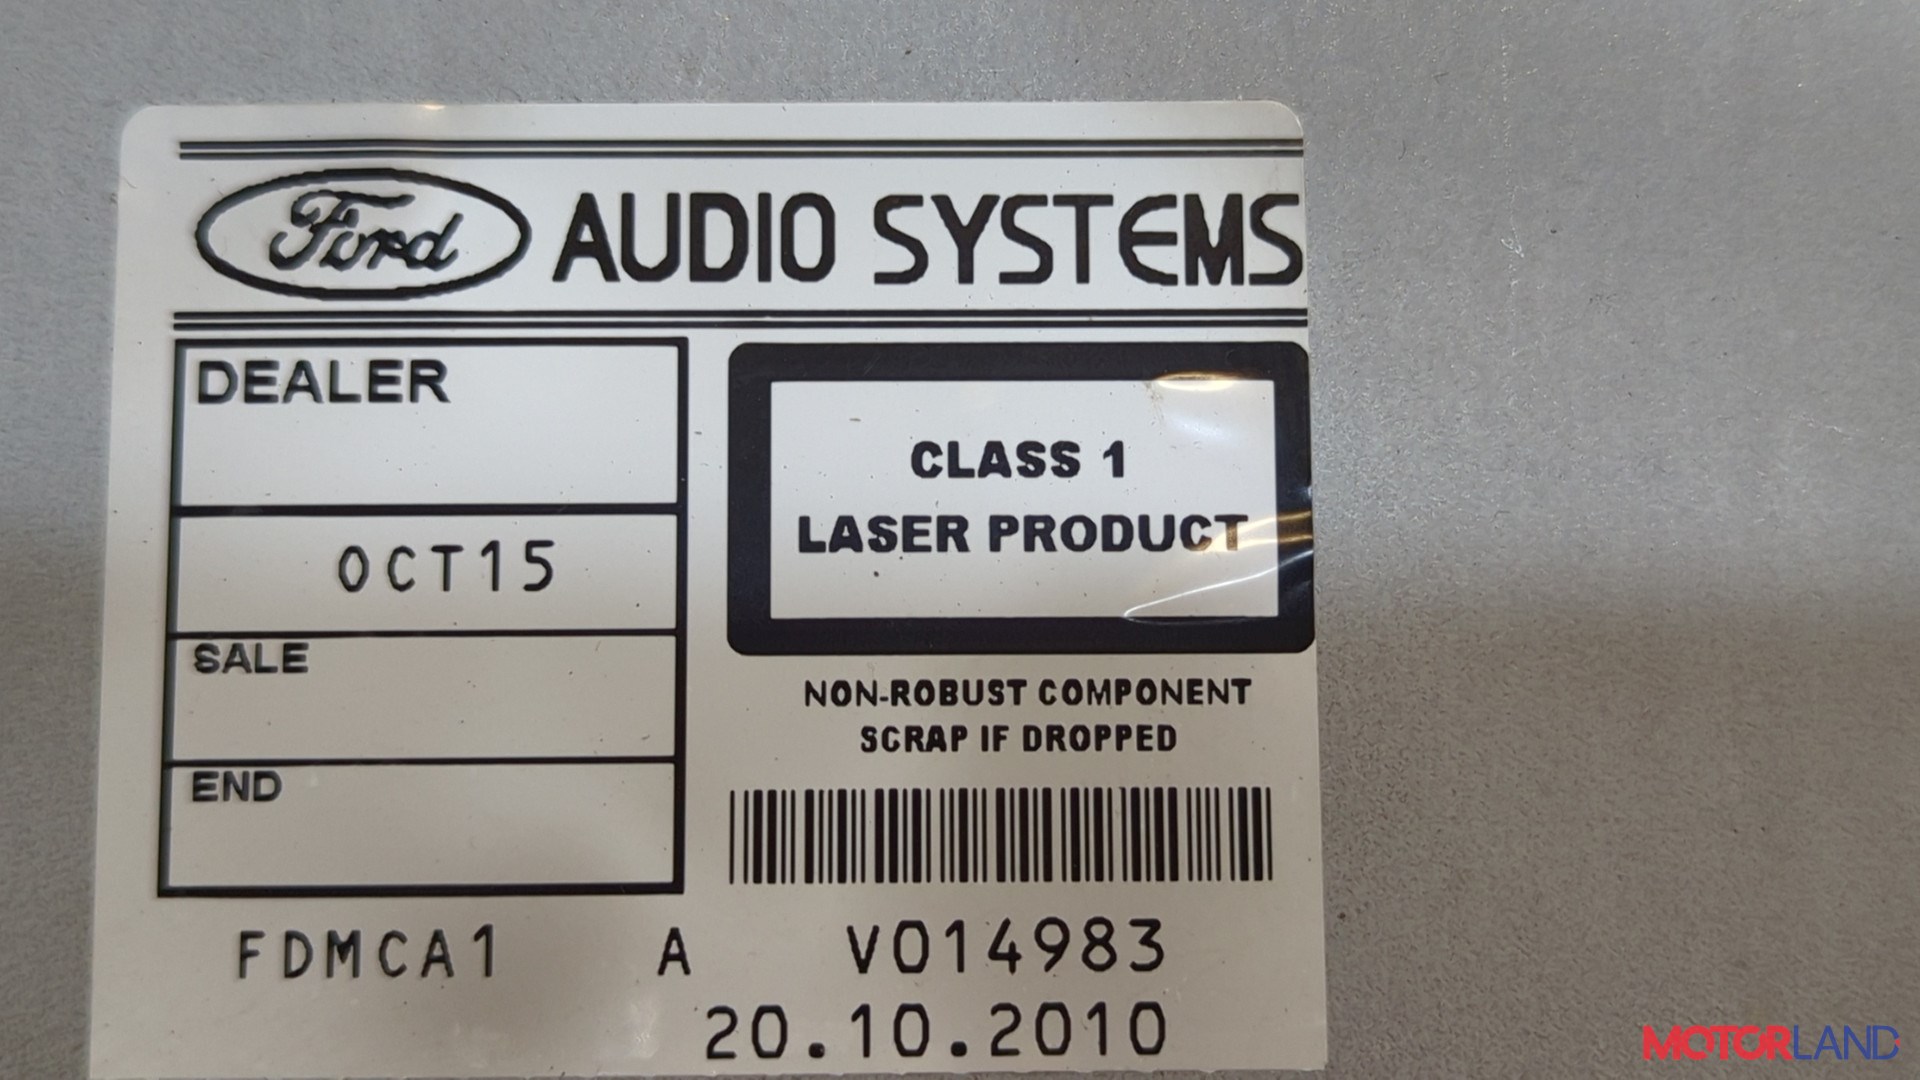 Ford AUDIO SYSTEMS
DEALER
OCT15
SALE
END
CLASS 1
LASER PRODUCT
NON-ROBUST COMPONENT
SCRAP IF DROPPED
FDMCA1 A V014983
20.10.2010
MOTORLAND